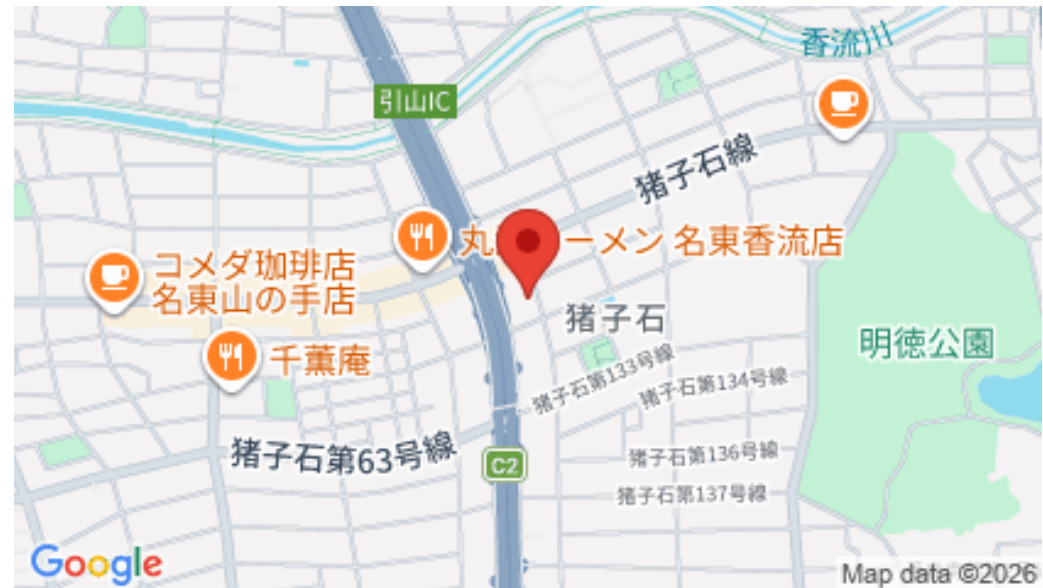 香流川
引山IC
猪子石線
丸 ーメン 名東香流店
コメダ珈琲店
名東山の手店
猪子石
明徳公園
千薫庵
猪子石第133号線
猪子石第134号線
猪子石第63号線
猪子石第136号線
C2
猪子石第137号線
Google
Map data ©2026